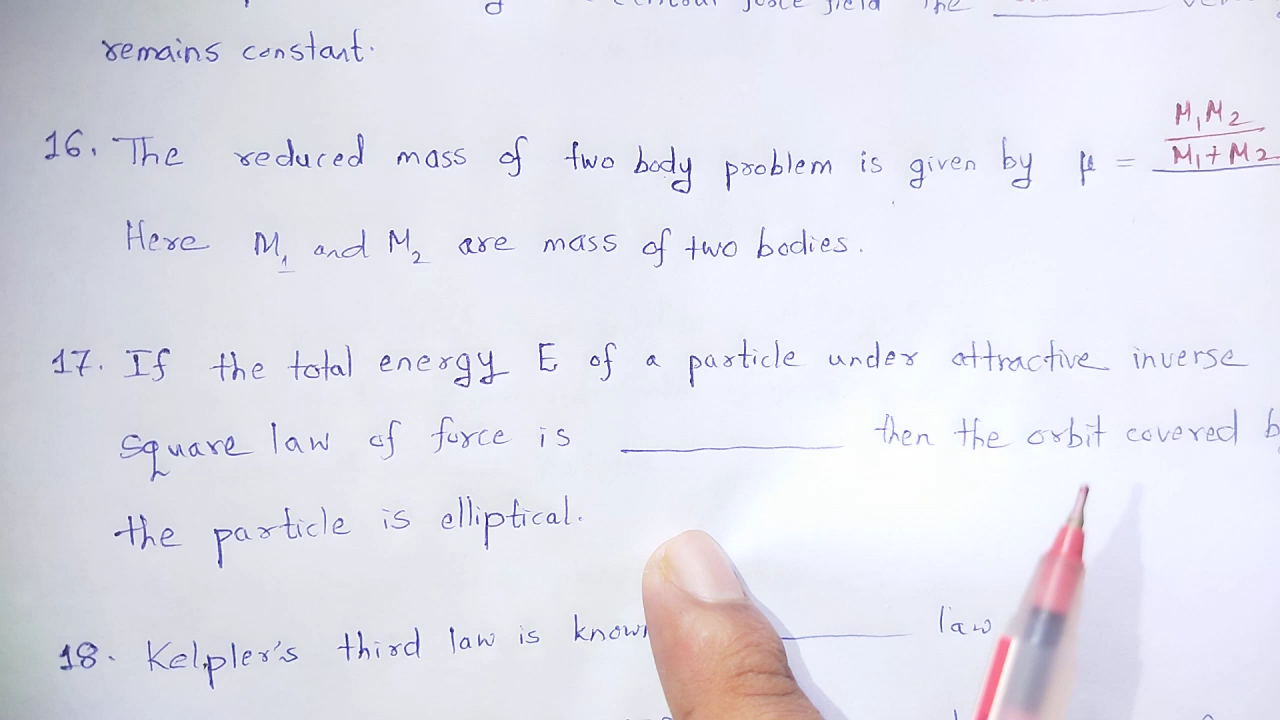 force field the
remains constant.
16. The reduced mass of two body problem is given by μ = M₁M₂ / M₁+M₂
Here M₁ and M₂ are mass of two bodies.
17. If the total energy E of a particle under attractive inverse
square law of force is ________ then the orbit covered
the particle is elliptical.
18. Kelpler's third law is know ________ law